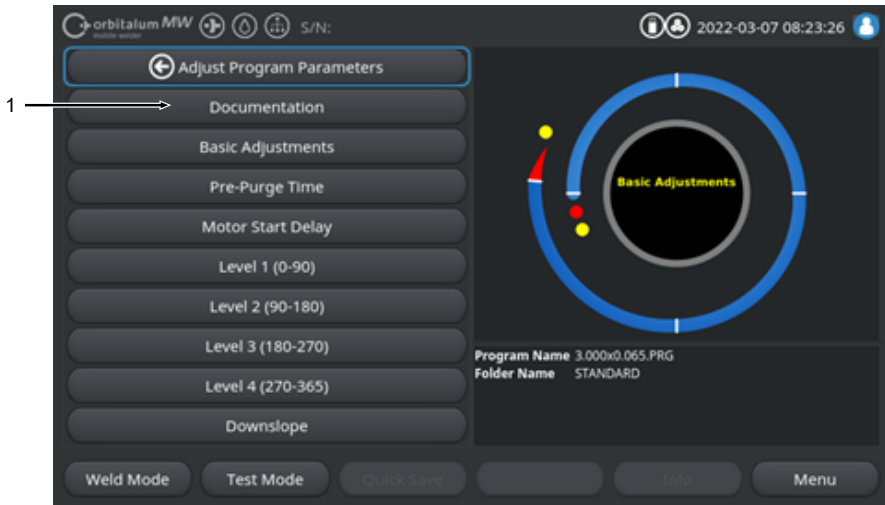 orbitalum MW S/N: 2022-03-07 08:23:26
mobile welder
Adjust Program Parameters
1
Documentation
Basic Adjustments
Pre-Purge Time
Motor Start Delay
Level 1 (0-90)
Level 2 (90-180)
Level 3 (180-270)
Level 4 (270-365)
Downslope
Basic Adjustments
Program Name 3.000x0.065.PRG
Folder Name STANDARD
Weld Mode Test Mode Quick Save Info Menu